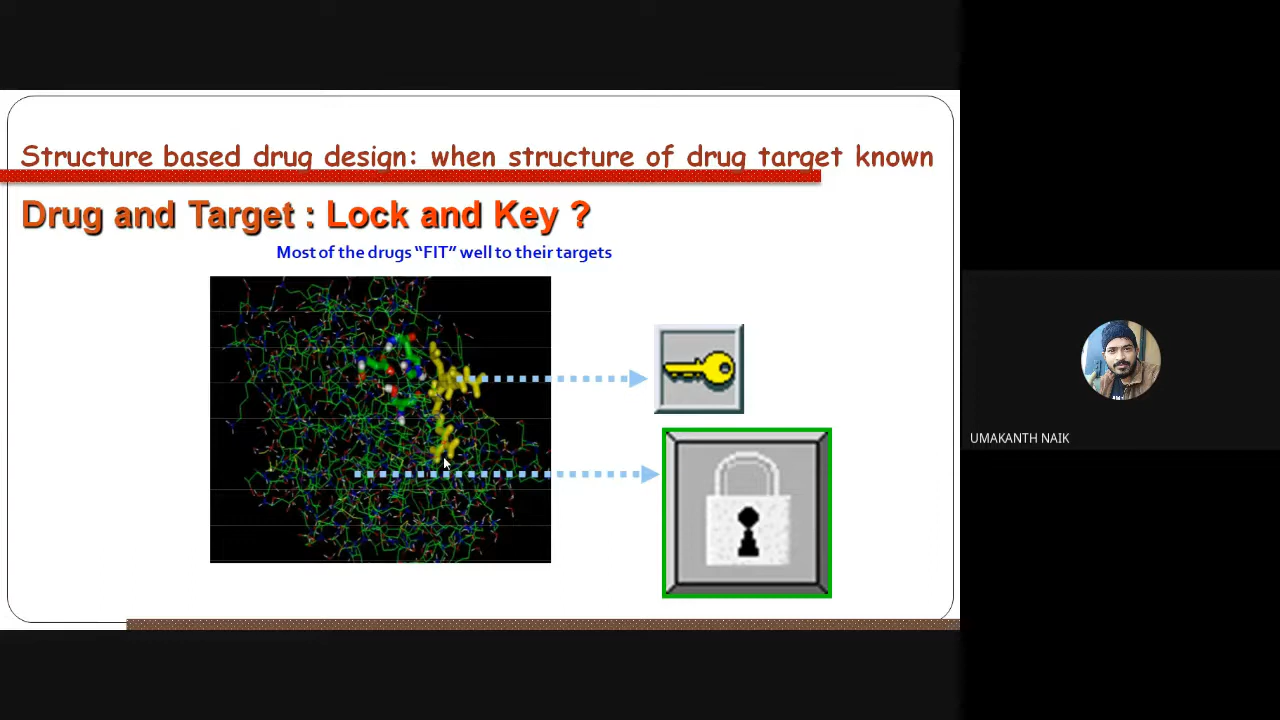 Structure based drug design: when structure of drug target known
Drug and Target : Lock and Key ?
Most of the drugs “FIT” well to their targets
UMAKANTH NAIK